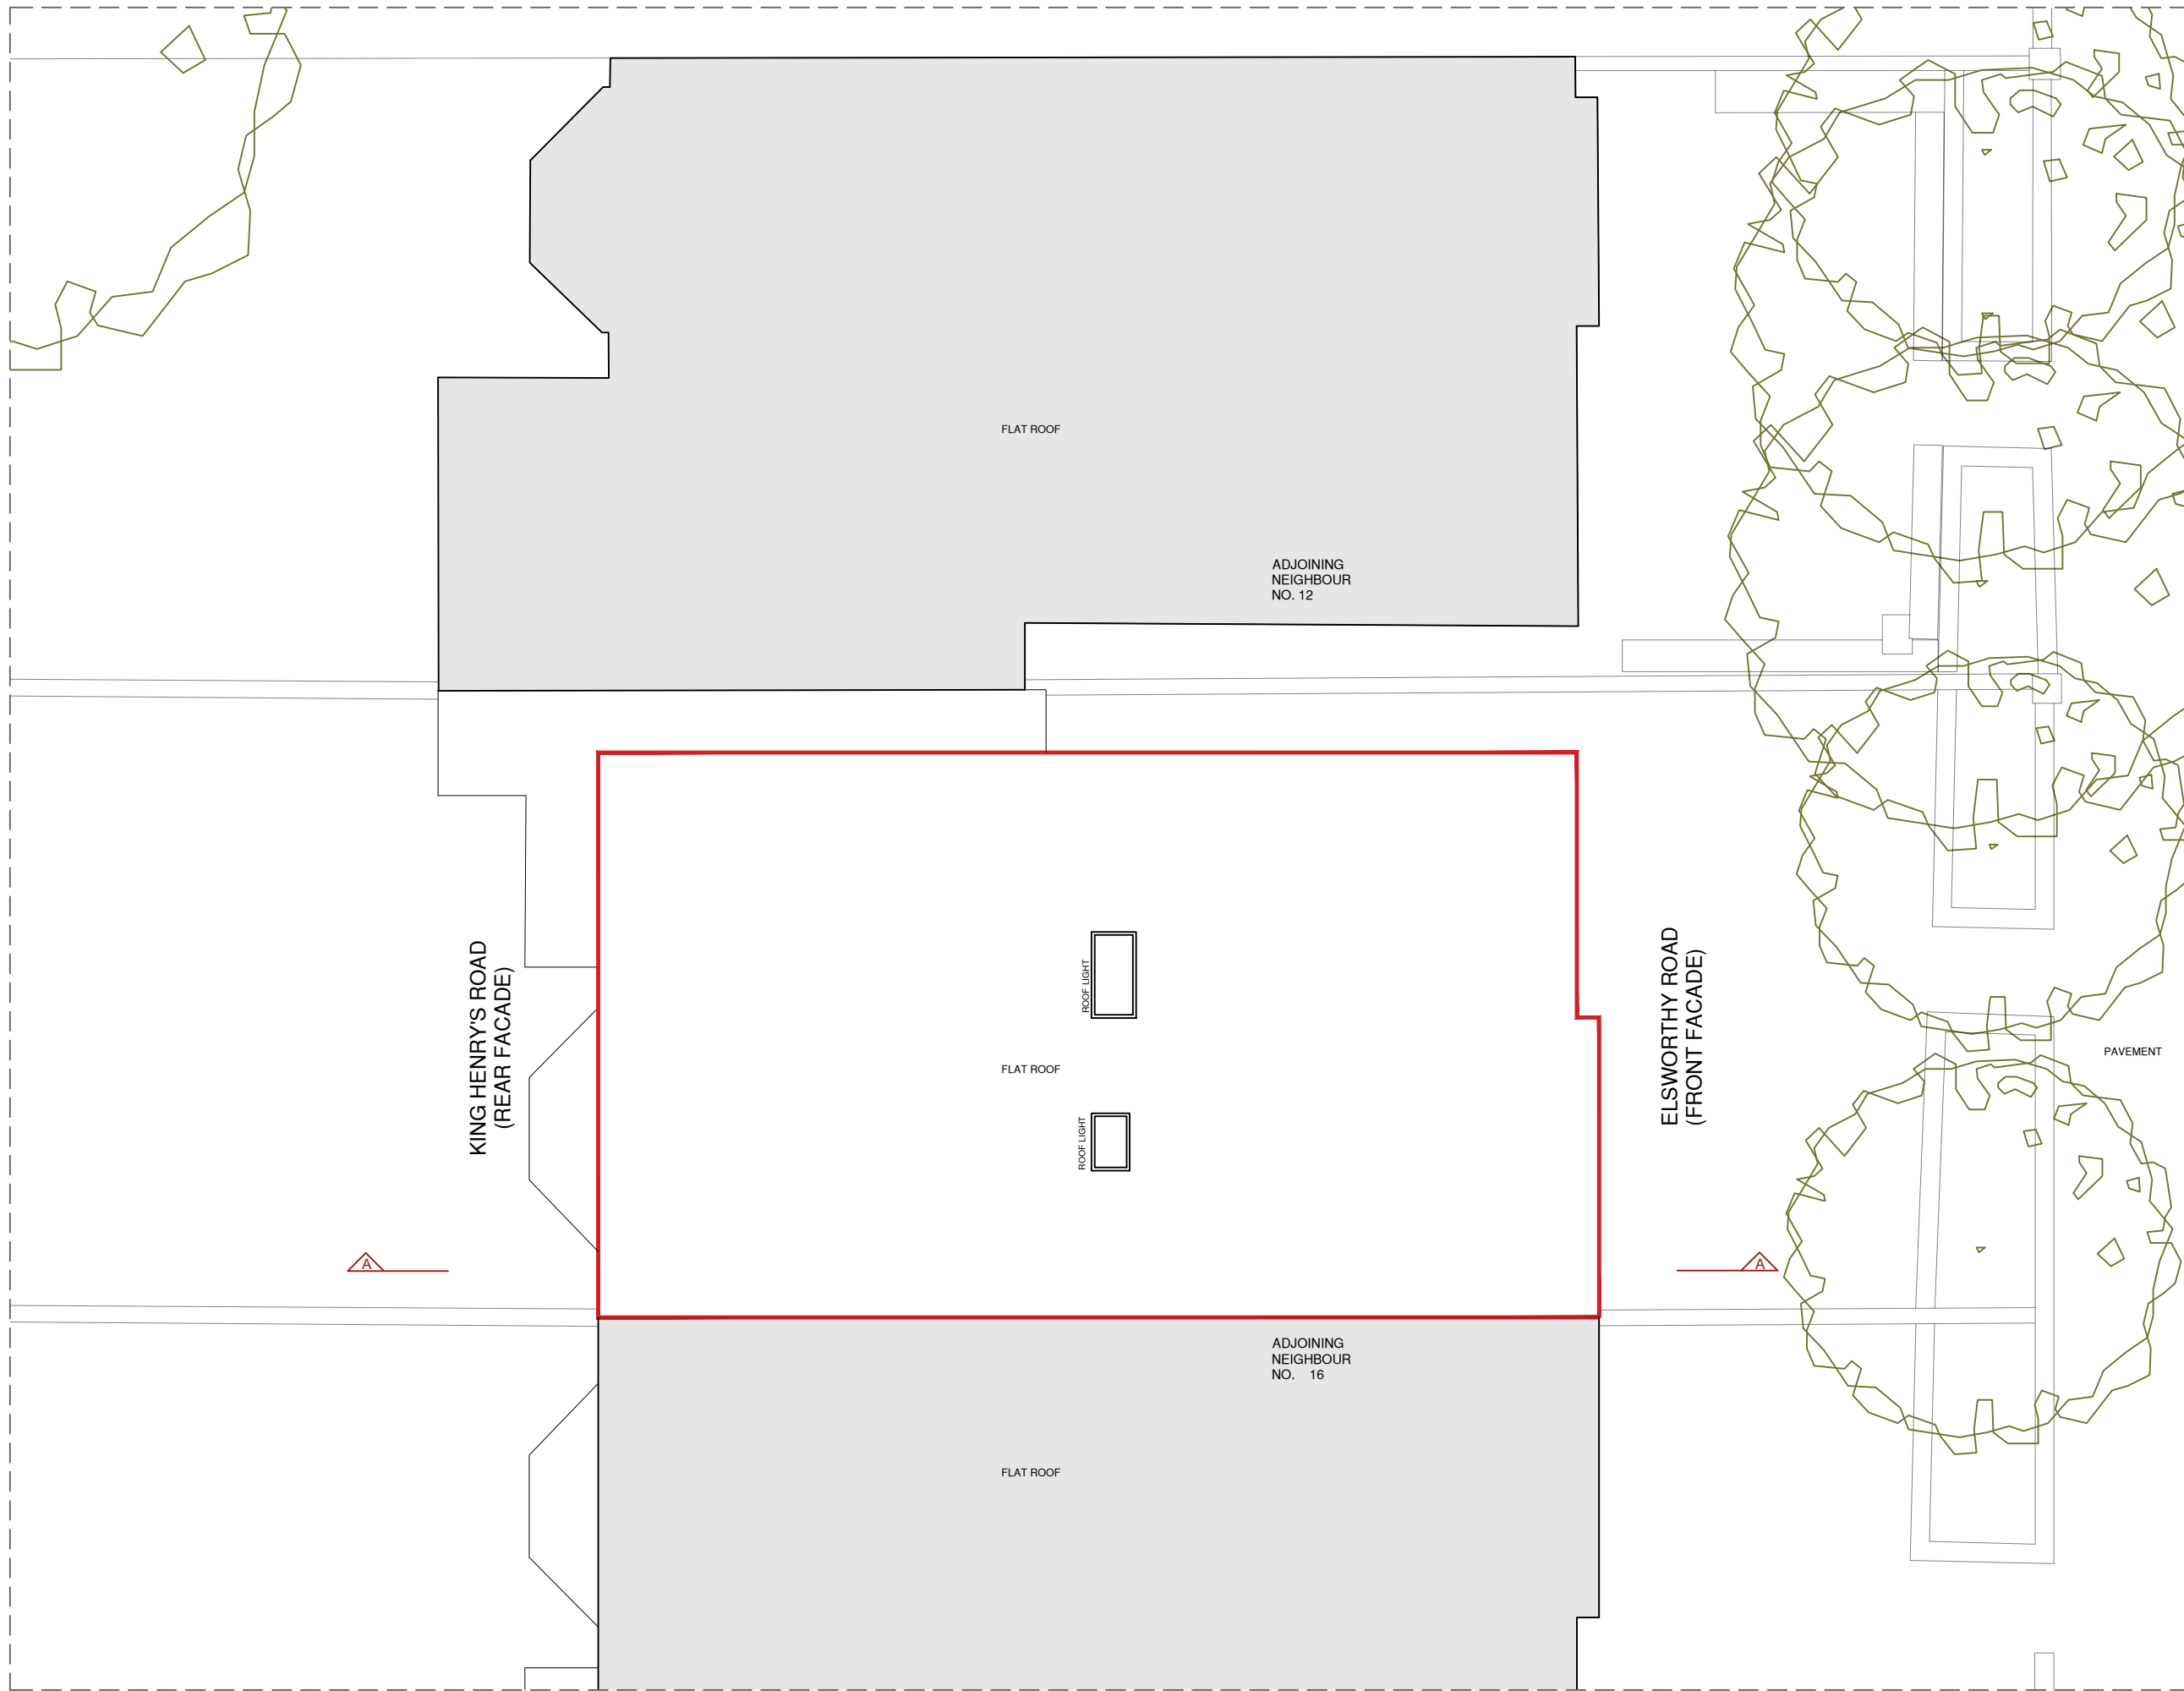 FLAT ROOF
ADJOINING
NEIGHBOUR
NO. 12
ROOF LIGHT
KING HENRY'S ROAD
(REAR FACADE)
ELSWORTHY ROAD
(FRONT FACADE)
FLAT ROOF
PAVEMENT
ROOF LIGHT
A
A
ADJOINING
NEIGHBOUR
NO. 16
FLAT ROOF